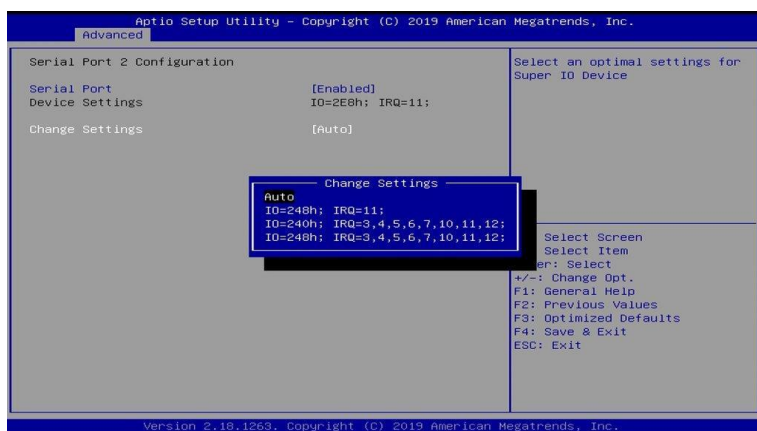 Aptio Setup Utility – Copyright (C) 2019 American Megatrends, Inc.
Advanced
Serial Port 2 Configuration
Serial Port [Enabled]
Device Settings IO=2E8h; IRQ=11;
Change Settings [Auto]
Select an optimal settings for
Super IO Device
Change Settings
Auto
IO=248h; IRQ=11;
IO=240h; IRQ=3,4,5,6,7,10,11,12;
IO=248h; IRQ=3,4,5,6,7,10,11,12;
Select Screen
Select Item
er: Select
+/-: Change Opt.
F1: General Help
F2: Previous Values
F3: Optimized Defaults
F4: Save & Exit
ESC: Exit
Version 2.18.1263. Copyright (C) 2019 American Megatrends, Inc.